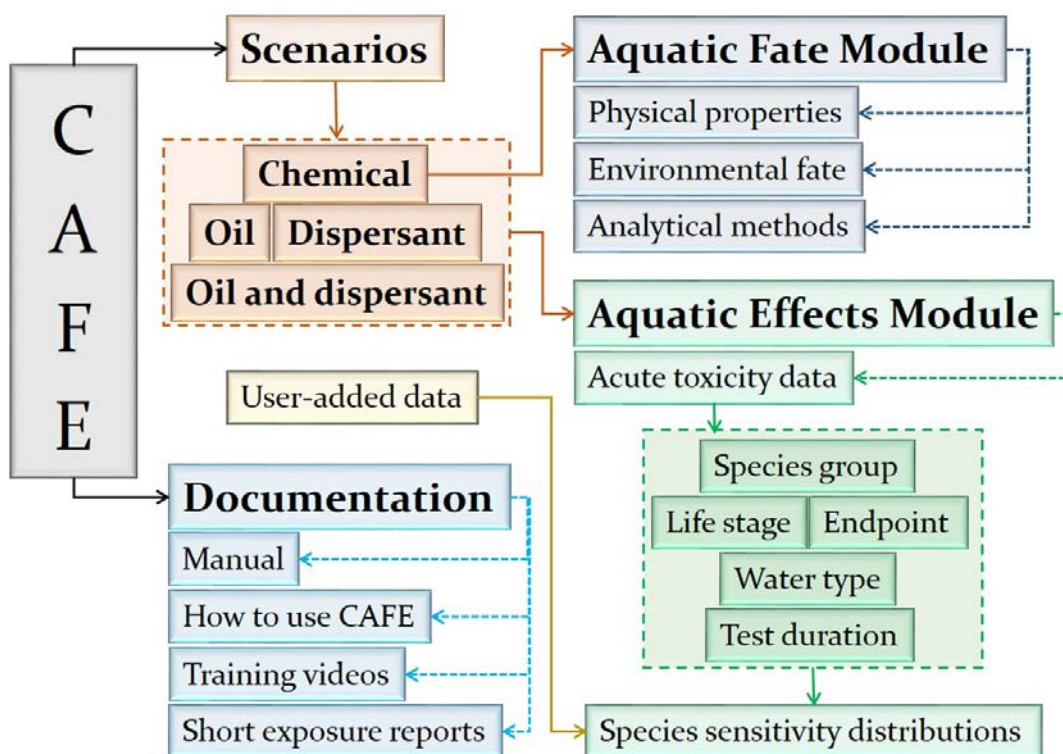 C
A
F
E
Scenarios
Chemical
Oil
Dispersant
Oil and dispersant
Aquatic Fate Module
Physical properties
Environmental fate
Analytical methods
Aquatic Effects Module
Acute toxicity data
Species group
Life stage
Endpoint
Water type
Test duration
Species sensitivity distributions
User-added data
Documentation
Manual
How to use CAFE
Training videos
Short exposure reports